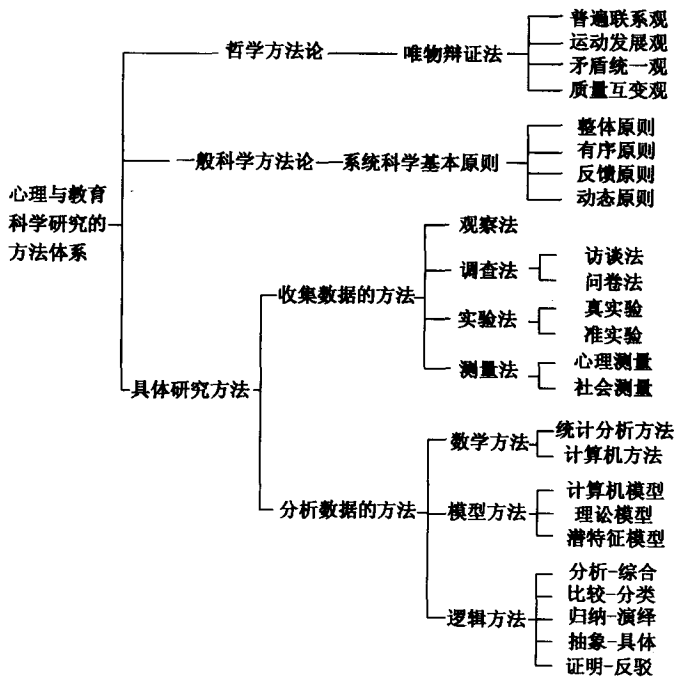 心理与教育
科学研究的
方法体系
哲学方法论
唯物辩证法
普遍联系观
运动发展观
矛盾统一观
质量互变观
一般科学方法论
系统科学基本原则
整体原则
有序原则
反馈原则
动态原则
具体研究方法
收集数据的方法
观察法
调查法
访谈法
问卷法
实验法
真实验
准实验
测量法
心理测量
社会测量
分析数据的方法
数学方法
统计分析方法
计算机方法
模型方法
计算机模型
理讼模型
潜特征模型
逻辑方法
分析-综合
比较-分类
归纳-演绎
抽象-具体
证明-反驳